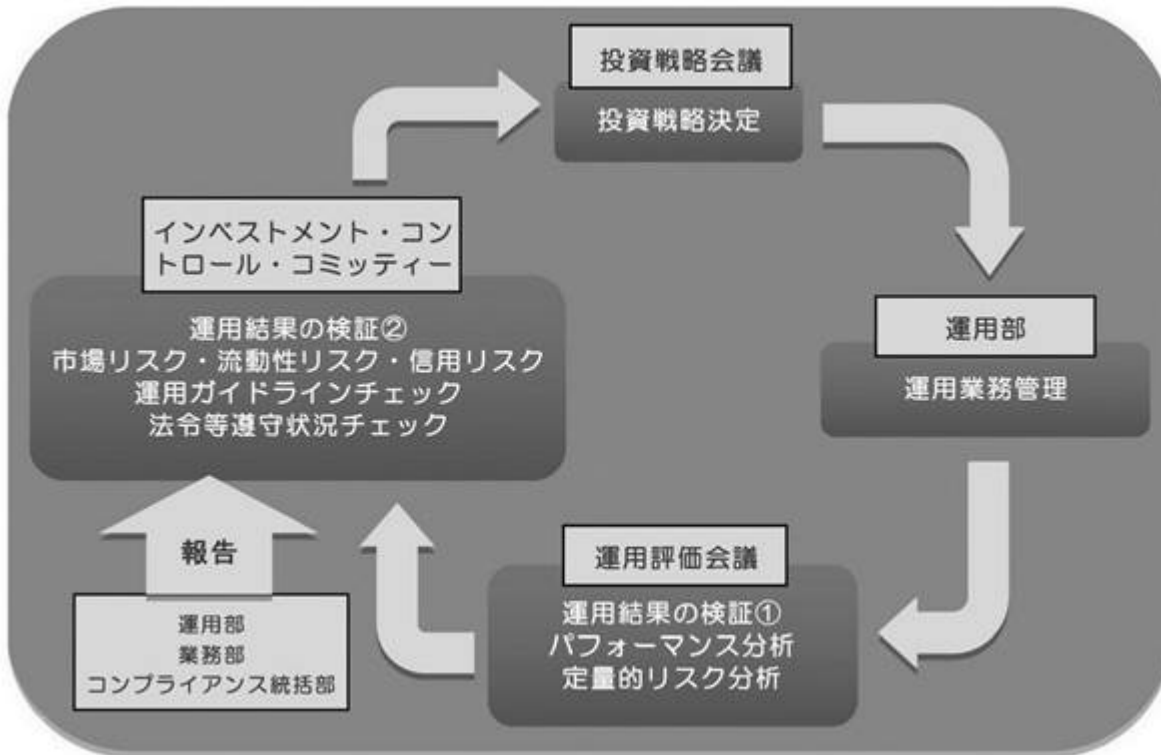 投資戦略会議
投資戦略決定
運用部
運用業務管理
運用評価会議
運用結果の検証①
パフォーマンス分析
定量的リスク分析
インベストメント・コン
トロール・コミッティー
運用結果の検証②
市場リスク・流動性リスク・信用リスク
運用ガイドラインチェック
法令等遵守状況チェック
報告
運用部
業務部
コンプライアンス統括部